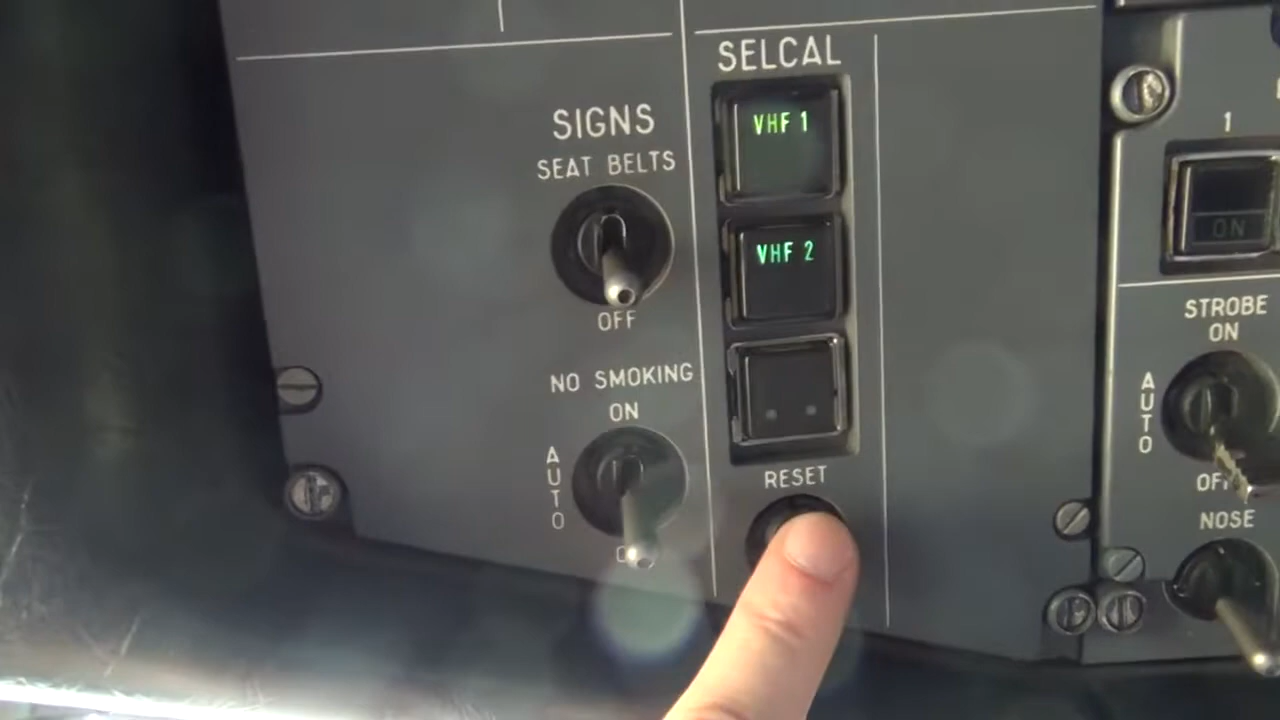 SELCAL
VHF 1
VHF 2
RESET
SIGNS
SEAT BELTS
OFF
NO SMOKING
ON
AUTO
1
ON
STROBE
ON
AUTO
NOSE